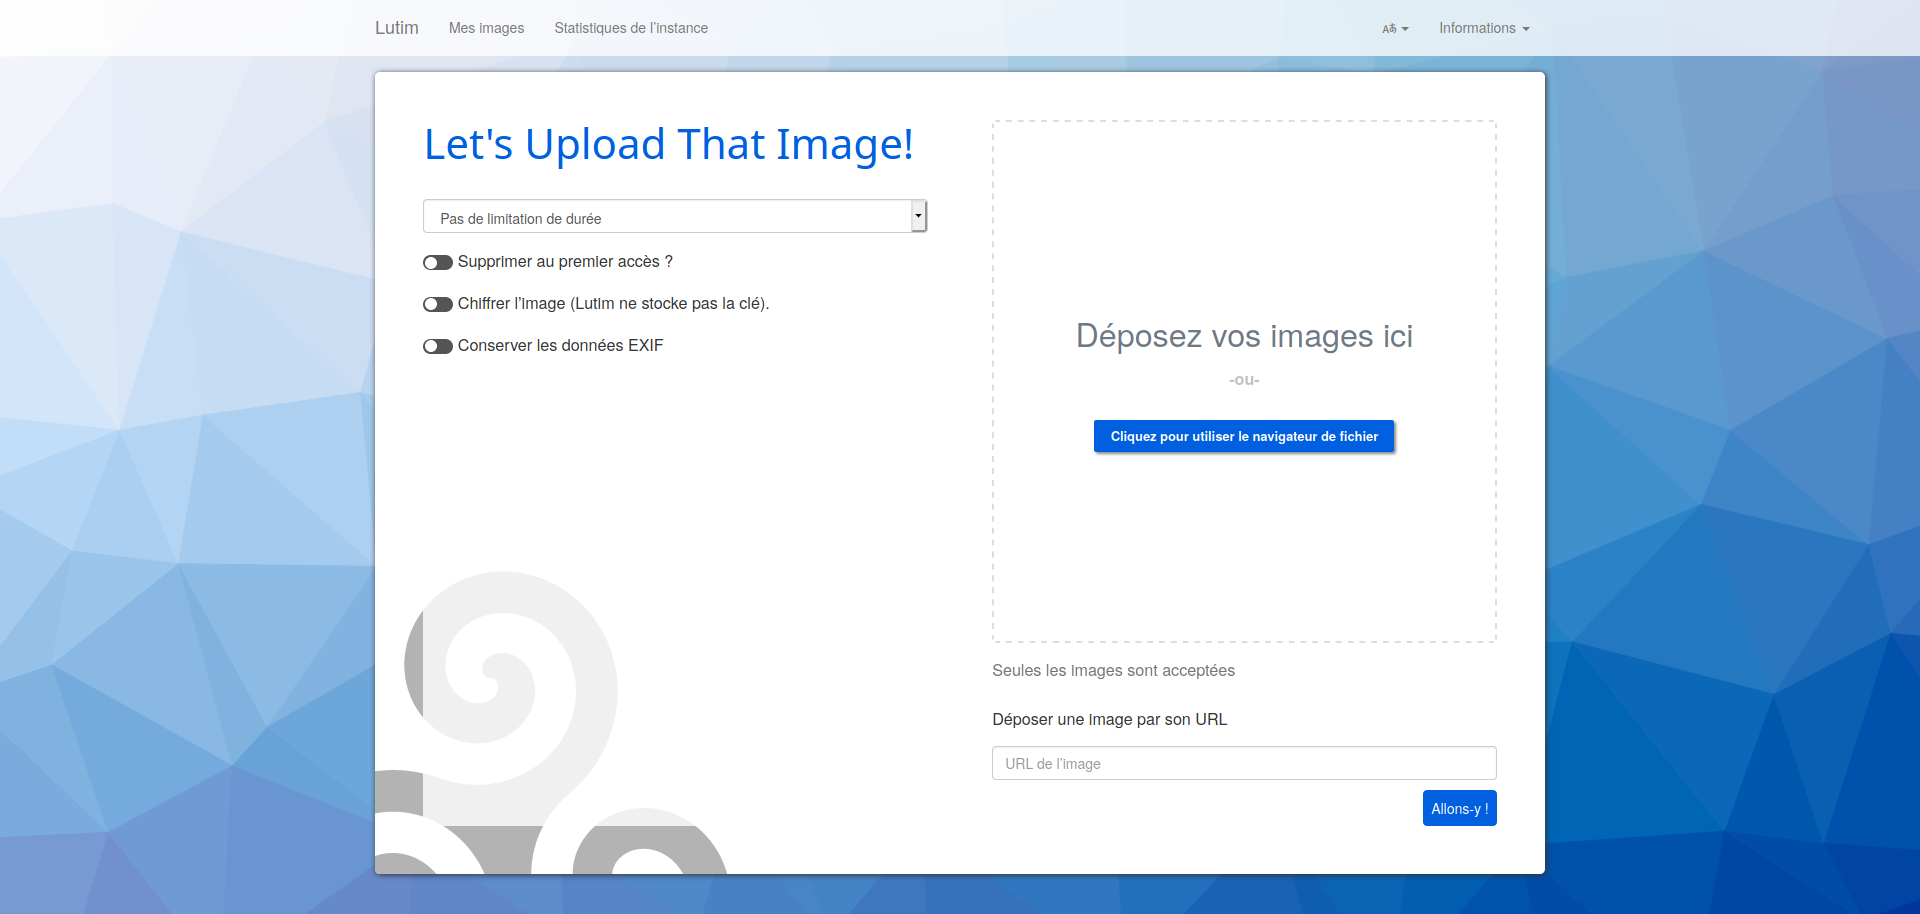 Lutim
Mes images
Statistiques de l'instance
Informations
Let's Upload That Image!
Pas de limitation de durée
Supprimer au premier accès ?
Chiffrer l'image (Lutim ne stocke pas la clé).
Conserver les données EXIF
Déposez vos images ici
-ou-
Cliquez pour utiliser le navigateur de fichier
Seules les images sont acceptées
Déposer une image par son URL
URL de l'image
Allons-y !